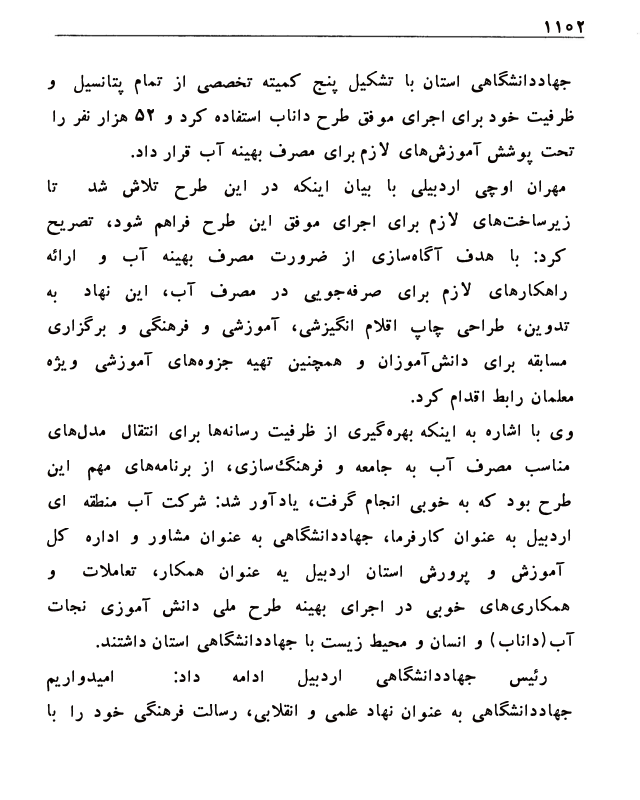 ۱۱۰۲
جهاددانشگاهی استان با تشکیل پنج کمیته تخصصی از تمام پتانسیل و
ظرفیت خود برای اجرای موفق طرح داناب استفاده کرد و ۵۲ هزار نفر را
تحت پوشش آموزش‌های لازم برای مصرف بهینه آب قرار داد.
مهران اوچی اردبیلی با بیان اینکه در این طرح تلاش شد تا
زیرساخت‌های لازم برای اجرای موفق این طرح فراهم شود، تصریح
کرد: با هدف آگاه‌سازی از ضرورت مصرف بهینه آب و ارائه
راهکارهای لازم برای صرفه‌جویی در مصرف آب، این نهاد به
تدوین، طراحی چاپ اقلام انگیزشی، آموزشی و فرهنگی و برگزاری
مسابقه برای دانش‌آموزان و همچنین تهیه جزوه‌های آموزشی ویژه
معلمان رابط اقدام کرد.
وی با اشاره به اینکه بهره‌گیری از ظرفیت رسانه‌ها برای انتقال مدل‌های
مناسب مصرف آب به جامعه و فرهنگ‌سازی، از برنامه‌های مهم این
طرح بود که به خوبی انجام گرفت، یادآور شد: شرکت آب منطقه ای
اردبیل به عنوان کارفرما، جهاددانشگاهی به عنوان مشاور و اداره کل
آموزش و پرورش استان اردبیل یه عنوان همکار، تعاملات و
همکاری‌های خوبی در اجرای بهینه طرح ملی دانش آموزی نجات
آب(داناب) و انسان و محیط زیست با جهاددانشگاهی استان داشتند.
رئیس جهاددانشگاهی اردبیل ادامه داد: امیدواریم
جهاددانشگاهی به عنوان نهاد علمی و انقلابی، رسالت فرهنگی خود را با